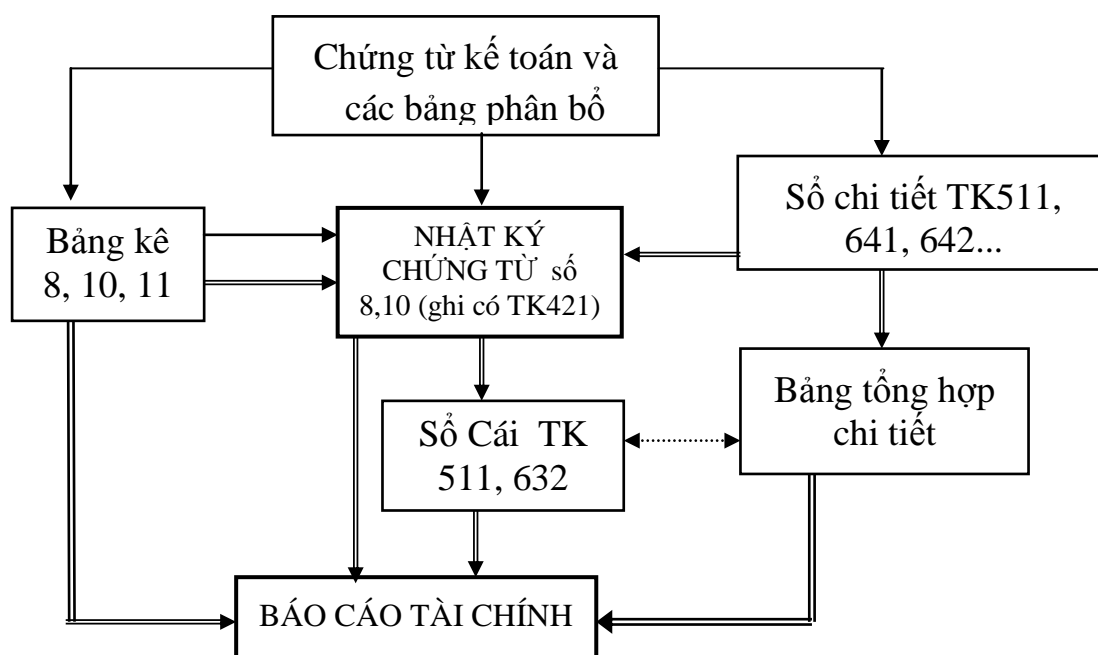 Chứng từ kế toán và
các bảng phân bổ
Bảng kê
8, 10, 11
NHẬT KÝ
CHỨNG TỪ số
8,10 (ghi có TK421)
Sổ chi tiết TK511,
641, 642...
Sổ Cái TK
511, 632
Bảng tổng hợp
chi tiết
BÁO CÁO TÀI CHÍNH